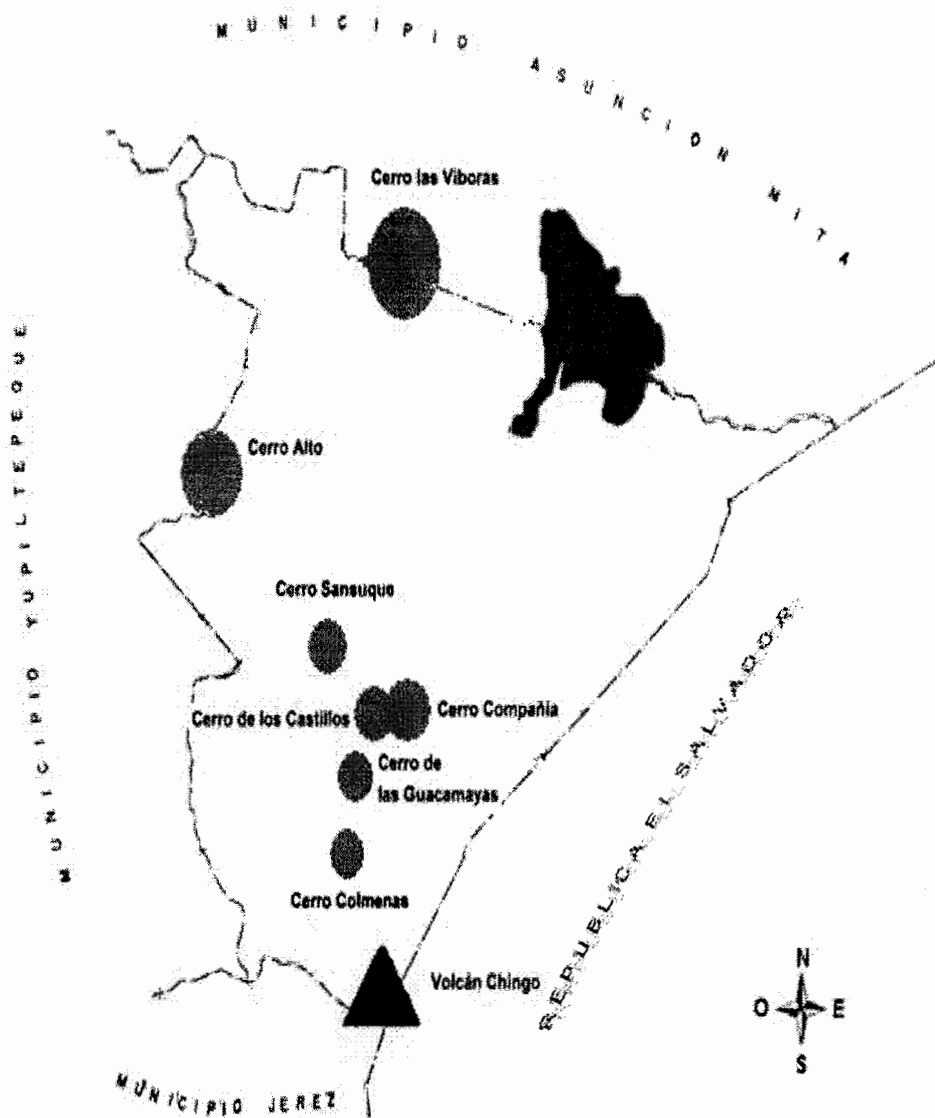 MUNICIPIO ASUNCION MITA
Cerro las Viboras
MUNICIPIO YUPILTEPEQUE
Cerro Alto
Cerro Sansuque
Cerro de los Castillos
Cerro Compañia
Cerro de
las Guacamayas
Cerro Colmenas
REPUBLICA EL SALVADOR
Volcán Chingo
N
O E
S
MUNICIPIO JEREZ